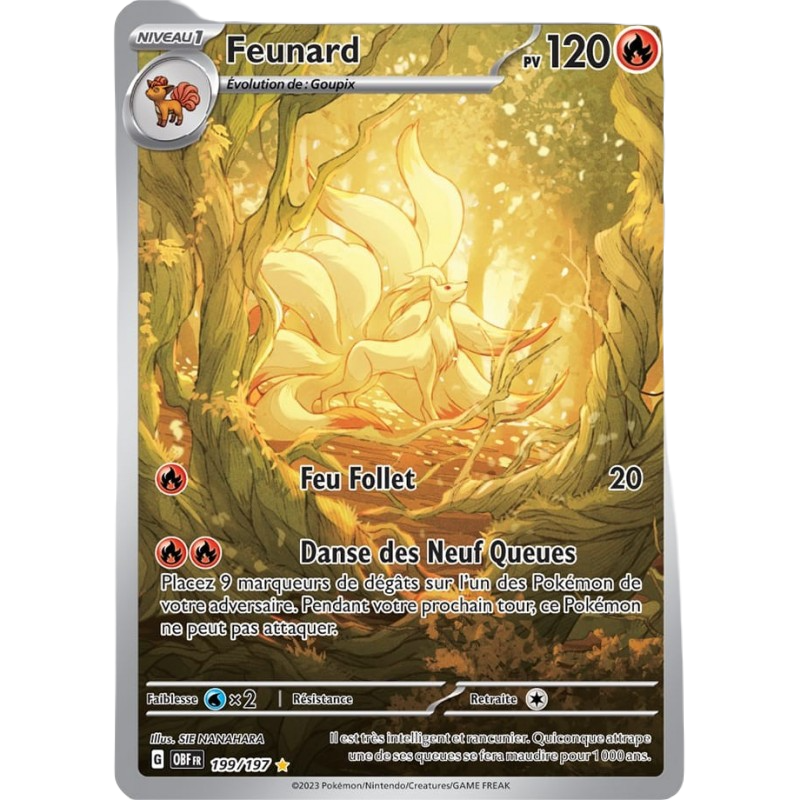 NIVEAU 1
Feunard
PV 120
Évolution de : Goupix
Feu Follet 20
Danse des Neuf Queues
Placez 9 marqueurs de dégâts sur l'un des Pokémon de
votre adversaire. Pendant votre prochain tour, ce Pokémon
ne peut pas attaquer.
Faiblesse ×2 Résistance Retraite
Illus. SIE NANAHARA
Il est très intelligent et rancunier. Quiconque attrape
une de ses queues se fera maudire pour 1 000 ans.
G OBF FR 199/197
©2023 Pokémon/Nintendo/Creatures/GAME FREAK